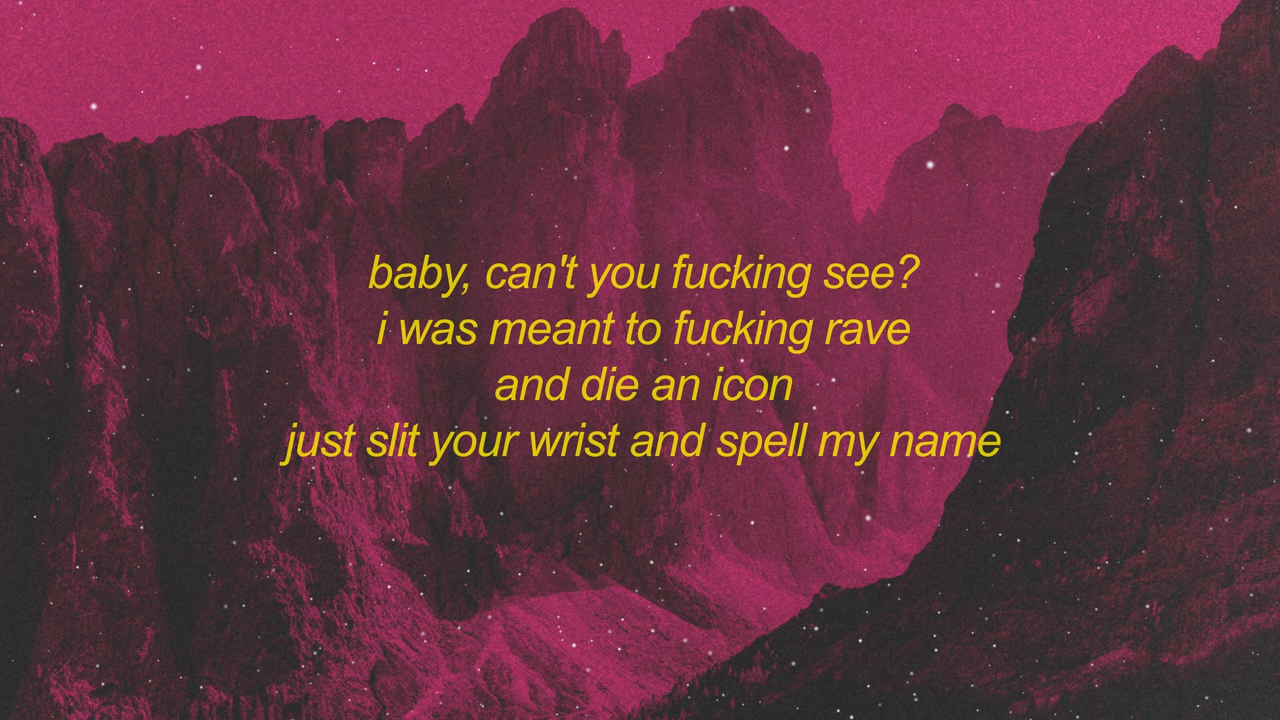 baby, can't you fucking see?
i was meant to fucking rave
and die an icon
just slit your wrist and spell my name